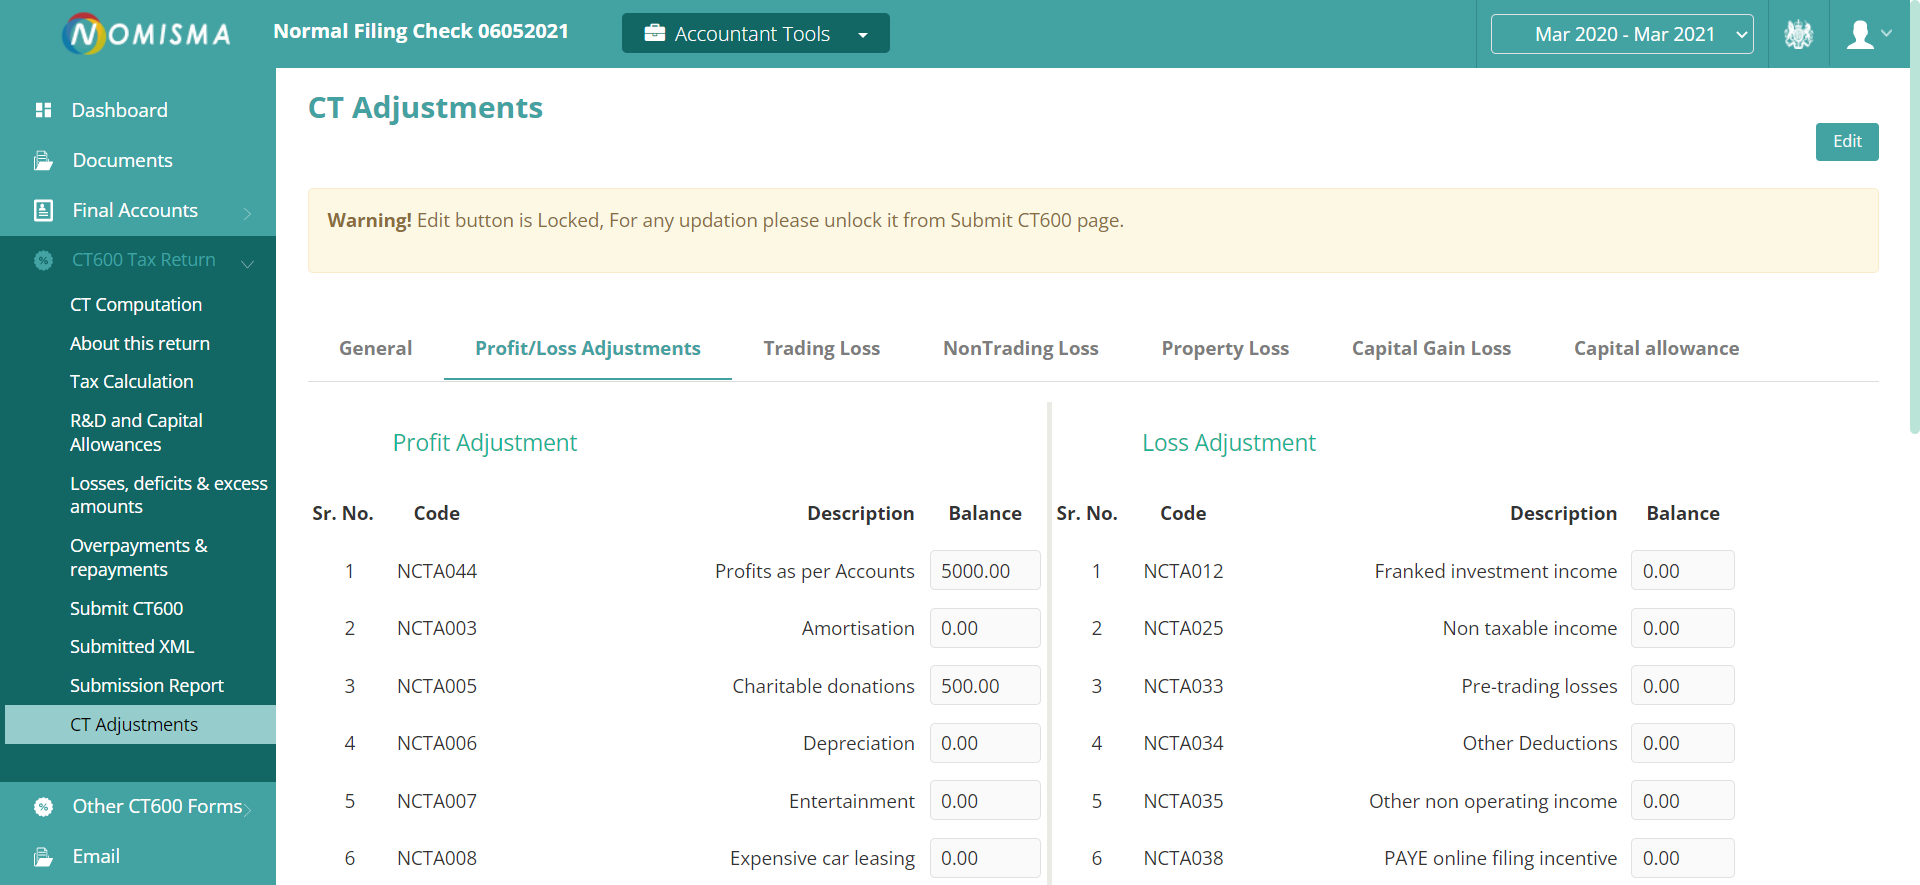 NOMISMA
Normal Filing Check 06052021
Accountant Tools
Mar 2020 - Mar 2021
Dashboard
Documents
Final Accounts
CT600 Tax Return
CT Computation
About this return
Tax Calculation
R&D and Capital
Allowances
Losses, deficits & excess
amounts
Overpayments &
repayments
Submit CT600
Submitted XML
Submission Report
CT Adjustments
Other CT600 Forms
Email
CT Adjustments
Edit
Warning! Edit button is Locked, For any updation please unlock it from Submit CT600 page.
General Profit/Loss Adjustments Trading Loss NonTrading Loss Property Loss Capital Gain Loss Capital allowance
Profit Adjustment
Sr. No. Code Description Balance
1 NCTA044 Profits as per Accounts 5000.00
2 NCTA003 Amortisation 0.00
3 NCTA005 Charitable donations 500.00
4 NCTA006 Depreciation 0.00
5 NCTA007 Entertainment 0.00
6 NCTA008 Expensive car leasing 0.00
Loss Adjustment
Sr. No. Code Description Balance
1 NCTA012 Franked investment income 0.00
2 NCTA025 Non taxable income 0.00
3 NCTA033 Pre-trading losses 0.00
4 NCTA034 Other Deductions 0.00
5 NCTA035 Other non operating income 0.00
6 NCTA038 PAYE online filing incentive 0.00